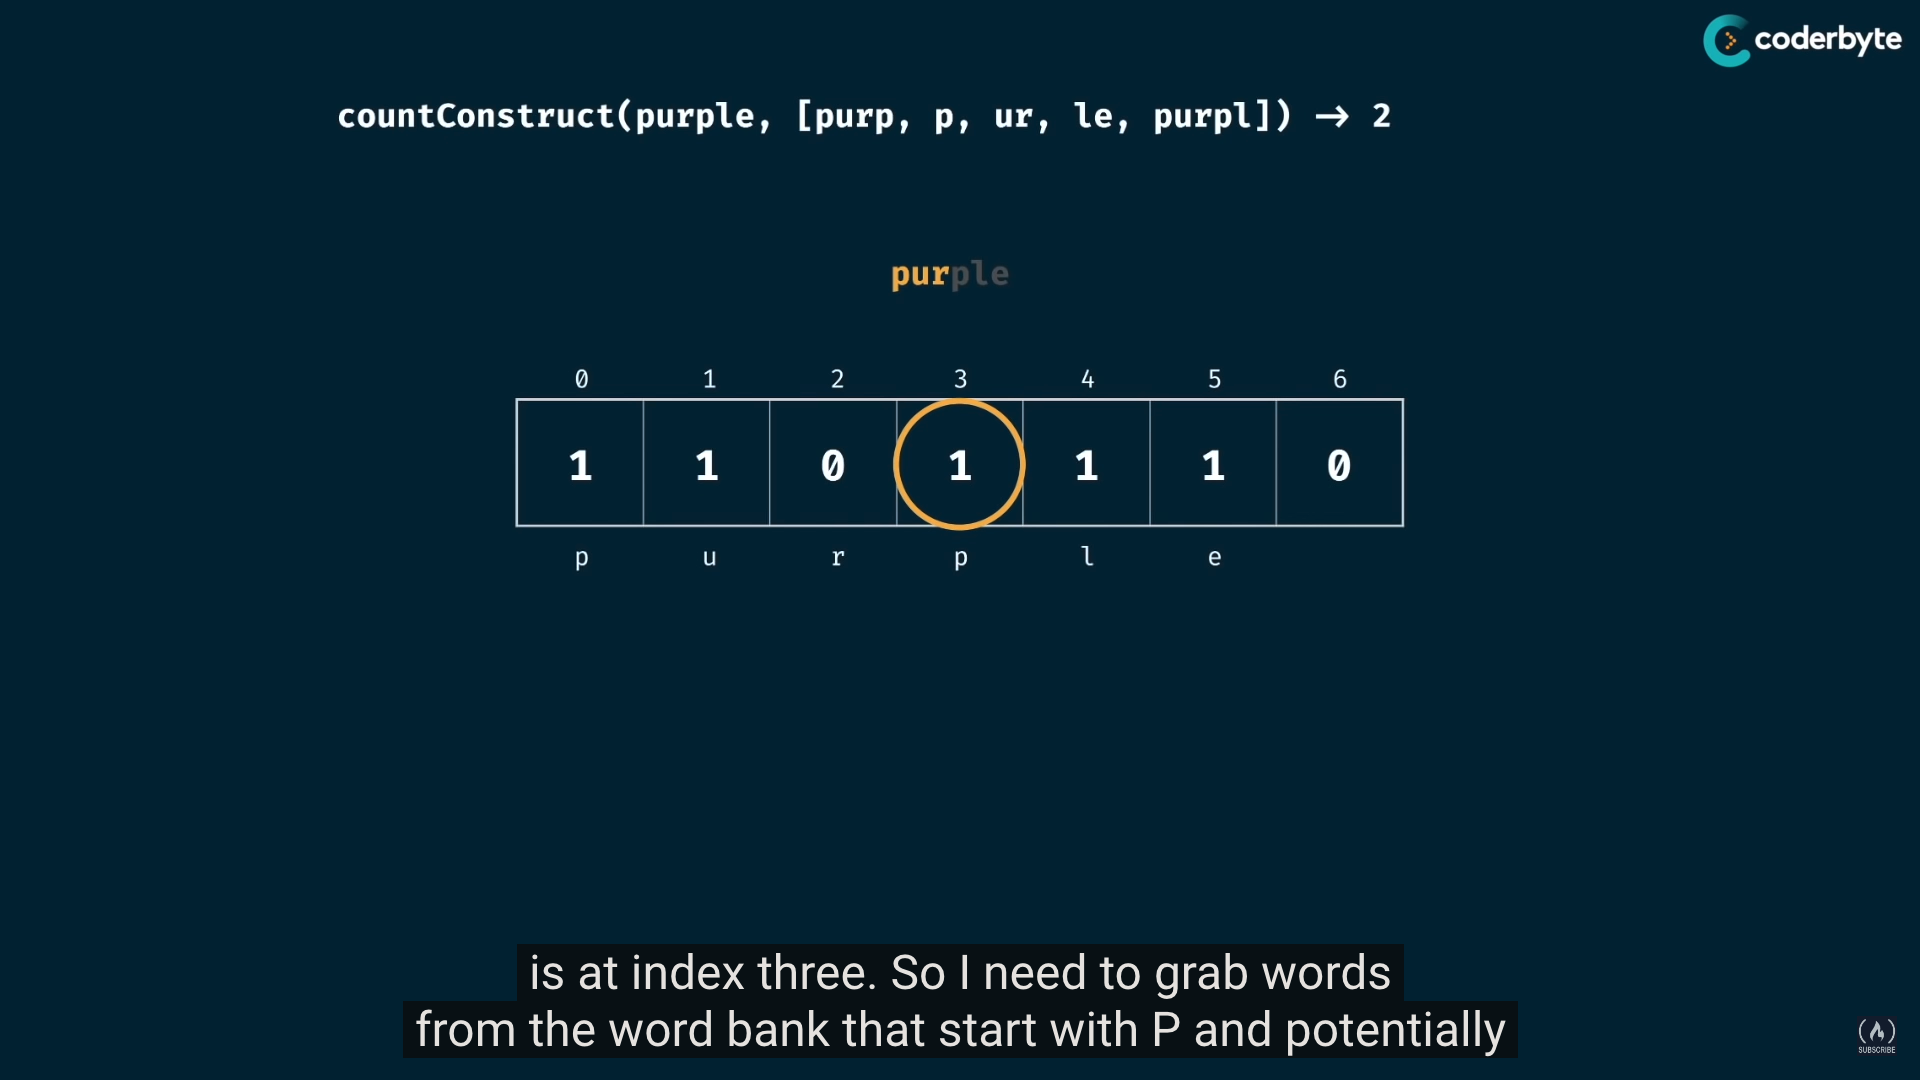 coderbyte
countConstruct(purple, [purp, p, ur, le, purpl]) → 2
purple
0 1 2 3 4 5 6
1 1 0 1 1 1 0
p u r p l e
is at index three. So I need to grab words
from the word bank that start with P and potentially
SUBSCRIBE